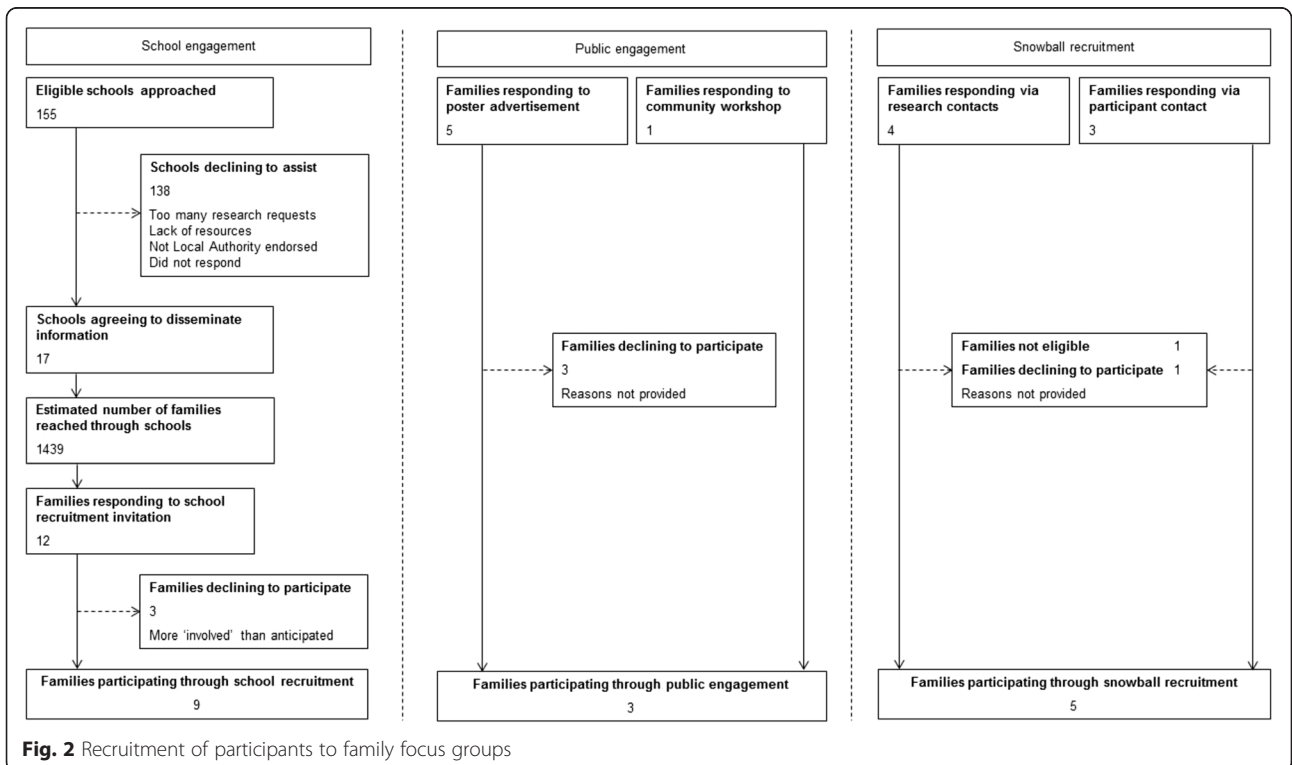 School engagement
Eligible schools approached
155
Schools declining to assist
138
Too many research requests
Lack of resources
Not Local Authority endorsed
Did not respond
Schools agreeing to disseminate
information
17
Estimated number of families
reached through schools
1439
Families responding to school
recruitment invitation
12
Families declining to participate
3
More ‘involved’ than anticipated
Families participating through school recruitment
9
Public engagement
Families responding to
poster advertisement
5
Families responding to
community workshop
1
Families declining to participate
3
Reasons not provided
Families participating through public engagement
3
Snowball recruitment
Families responding via
research contacts
4
Families responding via
participant contact
3
Families not eligible 1
Families declining to participate 1
Reasons not provided
Families participating through snowball recruitment
5
Fig. 2 Recruitment of participants to family focus groups